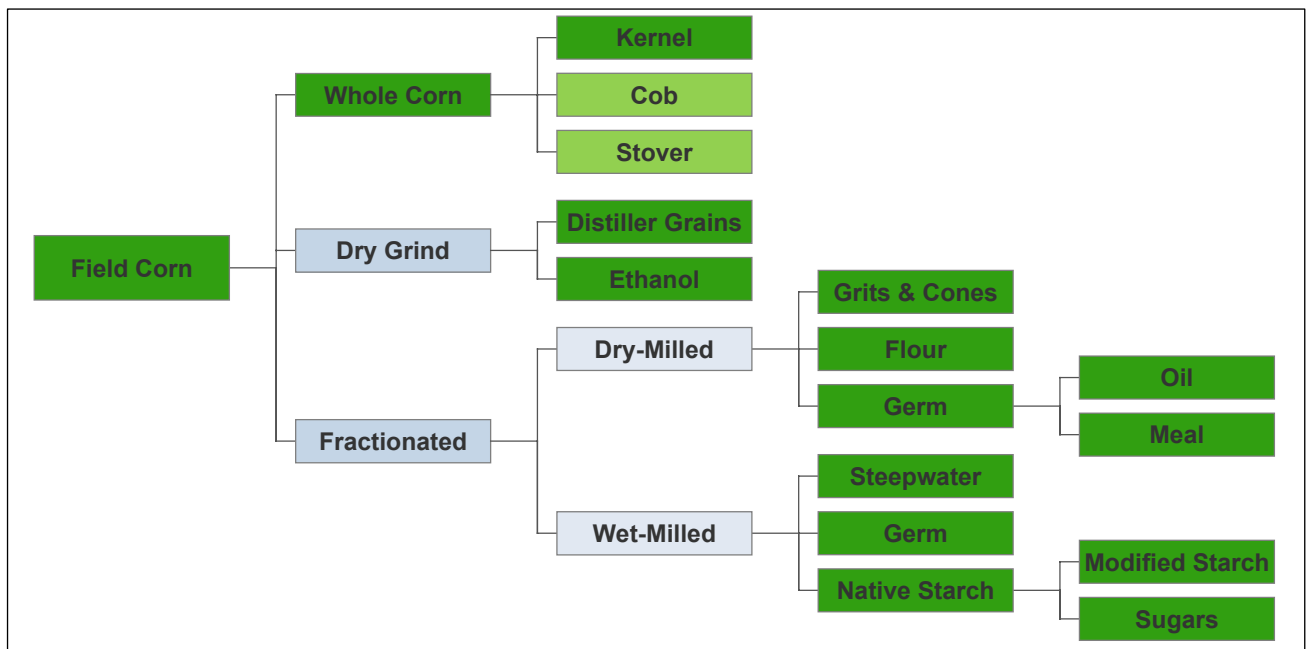 Kernel
Whole Corn
Cob
Stover
Distiller Grains
Dry Grind
Field Corn
Ethanol
Grits & Cones
Dry-Milled
Flour
Oil
Germ
Fractionated
Meal
Steepwater
Wet-Milled
Germ
Modified Starch
Native Starch
Sugars